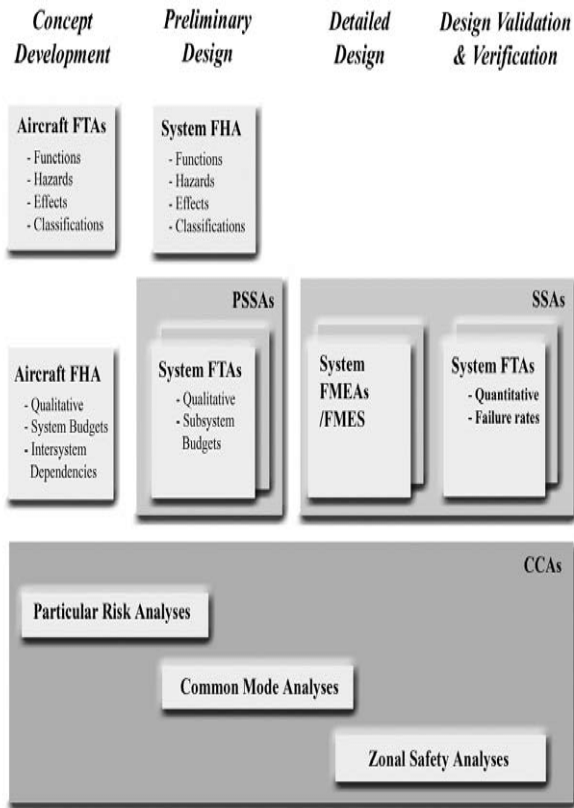 Concept
Development
Preliminary
Design
Detailed
Design
Design Validation
& Verification
Aircraft FTAs
- Functions
- Hazards
- Effects
- Classifications
System FHA
- Functions
- Hazards
- Effects
- Classifications
PSSAs
SSAs
Aircraft FHA
- Qualitative
- System Budgets
- Intersystem
Dependencies
System FTAs
- Qualitative
- Subsystem
Budgets
System
FMEAs
/FMES
System FTAs
- Quantitative
- Failure rates
CCAs
Particular Risk Analyses
Common Mode Analyses
Zonal Safety Analyses